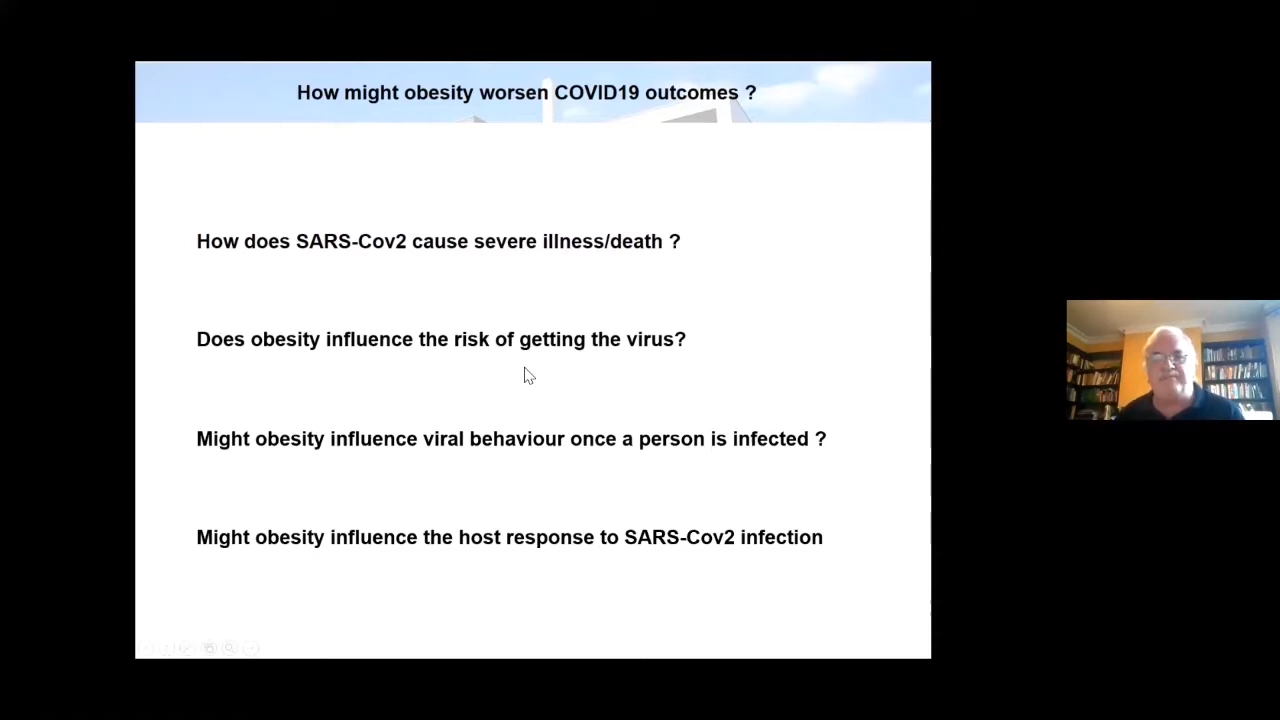 How might obesity worsen COVID19 outcomes ?
How does SARS-Cov2 cause severe illness/death ?
Does obesity influence the risk of getting the virus?
Might obesity influence viral behaviour once a person is infected ?
Might obesity influence the host response to SARS-Cov2 infection